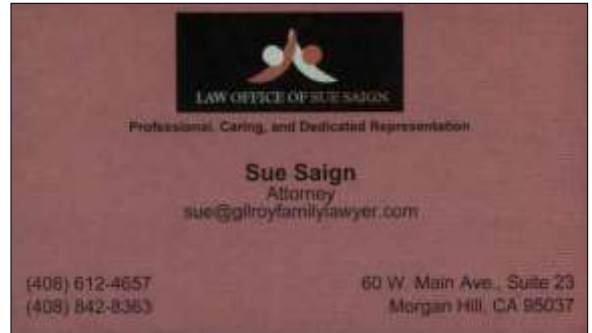 LAW OFFICE OF SUE SAIGN
Professional, Caring, and Dedicated Representation
Sue Saign
Attorney
sue@gilroyfamilylawyer.com
(408) 612-4657
(408) 842-8363
60 W. Main Ave., Suite 23
Morgan Hill, CA 95037